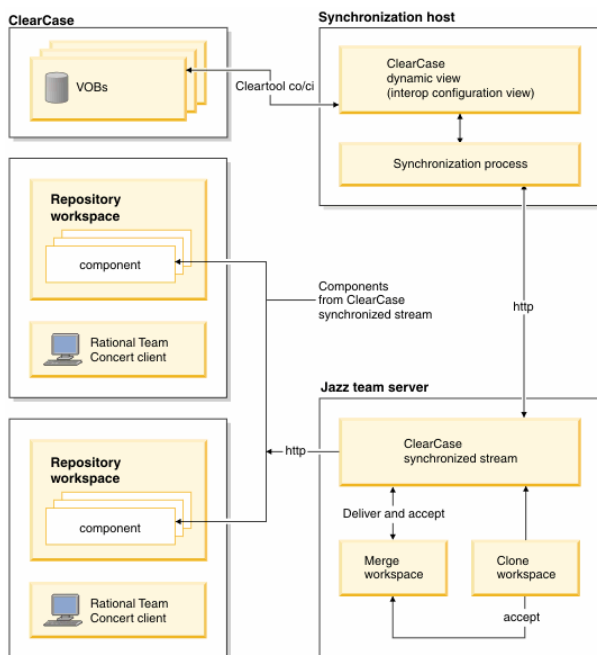 ClearCase
VOBs
Cleartool co/ci
Synchronization host
ClearCase
dynamic view
(interop configuration view)
Synchronization process
http
Repository
workspace
component
Rational Team
Concert client
Components
from ClearCase
synchronized stream
Repository
workspace
component
Rational Team
Concert client
http
Jazz team server
ClearCase
synchronized stream
Deliver and accept
Merge
workspace
Clone
workspace
accept